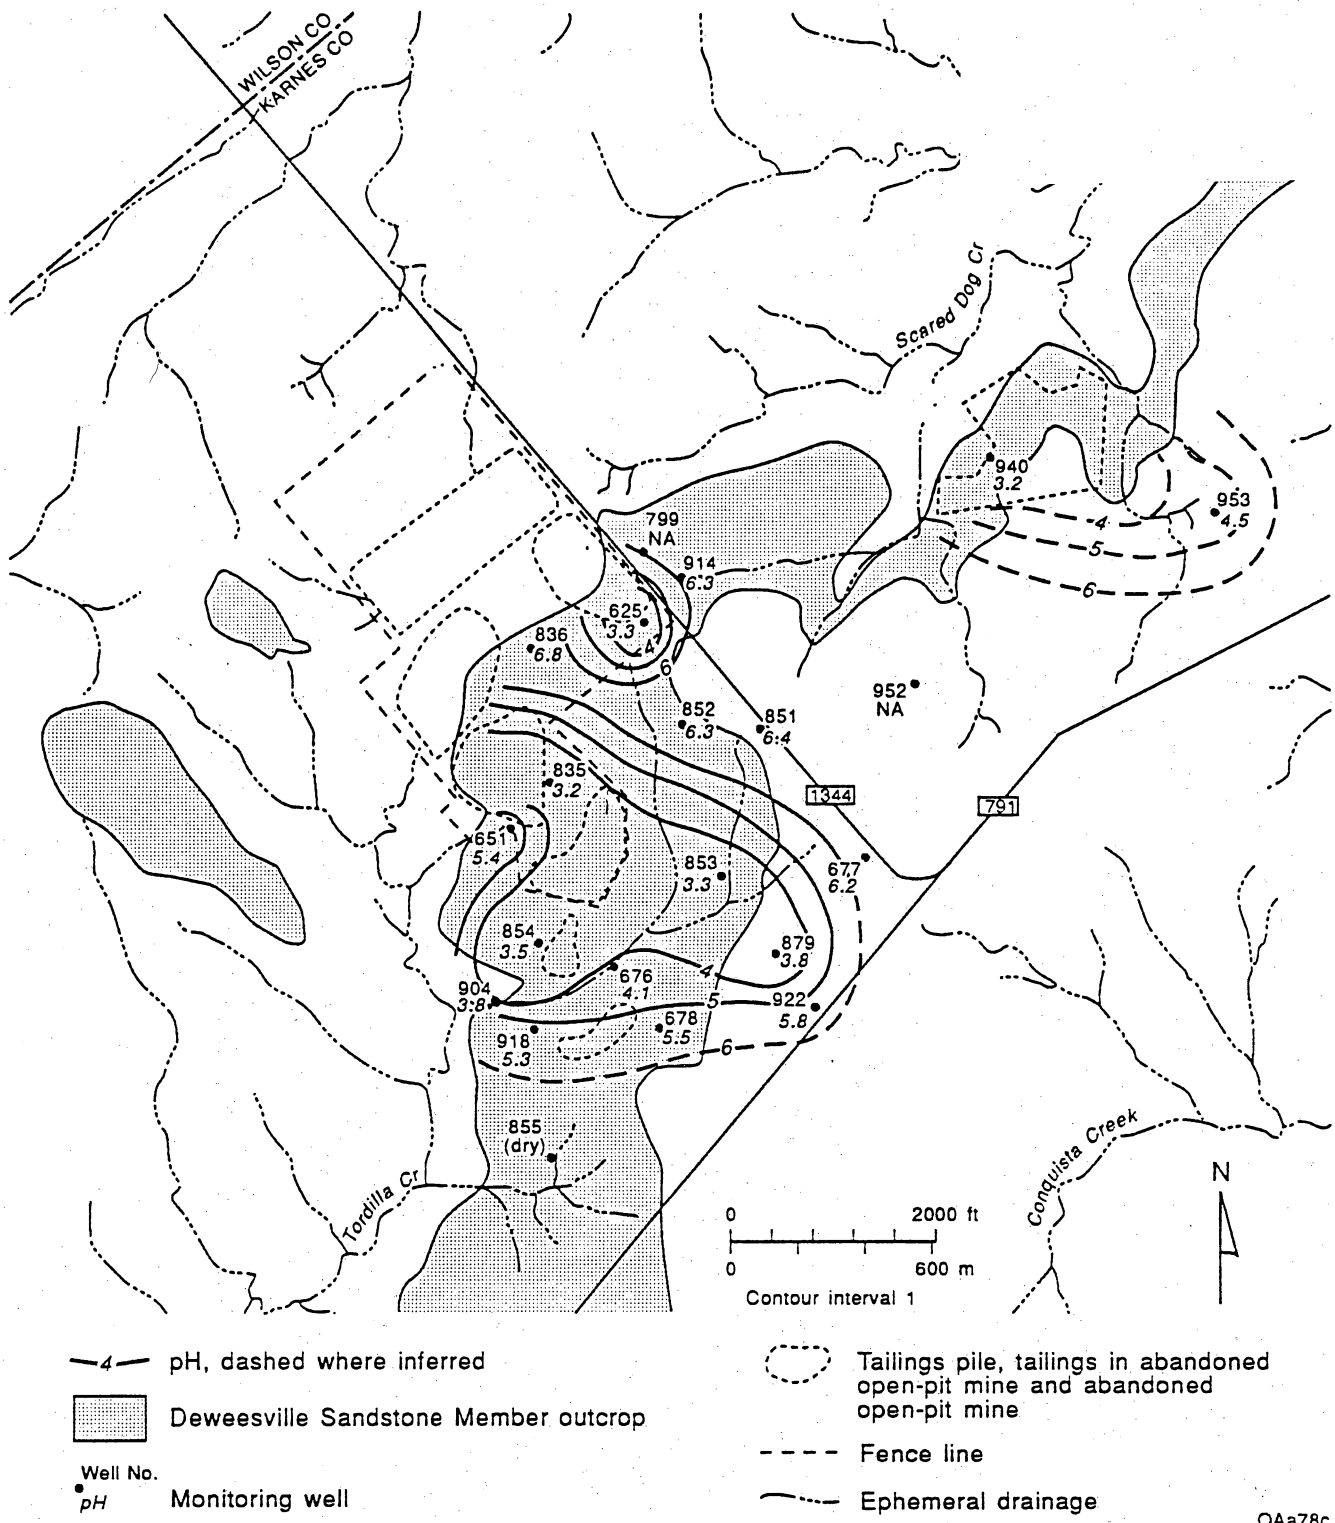 WILSON CO
KARNES CO
Scared Dog Cr
940
3.2
953
4.5
799
NA
4
5
914
6.3
6
625
3.3
836
6.8
4
6
952
NA
852
6.3
851
6.4
835
3.2
1344
791
651
5.4
853
3.3
677
6.2
854
3.5
879
3.8
676
4.1
4
904
3.8
5
922
5.8
678
5.5
918
5.3
6
855
(dry)
Conquista Creek
Tordilla Cr
N
0 2000 ft
0 600 m
Contour interval 1
4 pH, dashed where inferred
Deweesville Sandstone Member outcrop
Well No.
pH Monitoring well
Tailings pile, tailings in abandoned
open-pit mine and abandoned
open-pit mine
Fence line
Ephemeral drainage
QAa78c